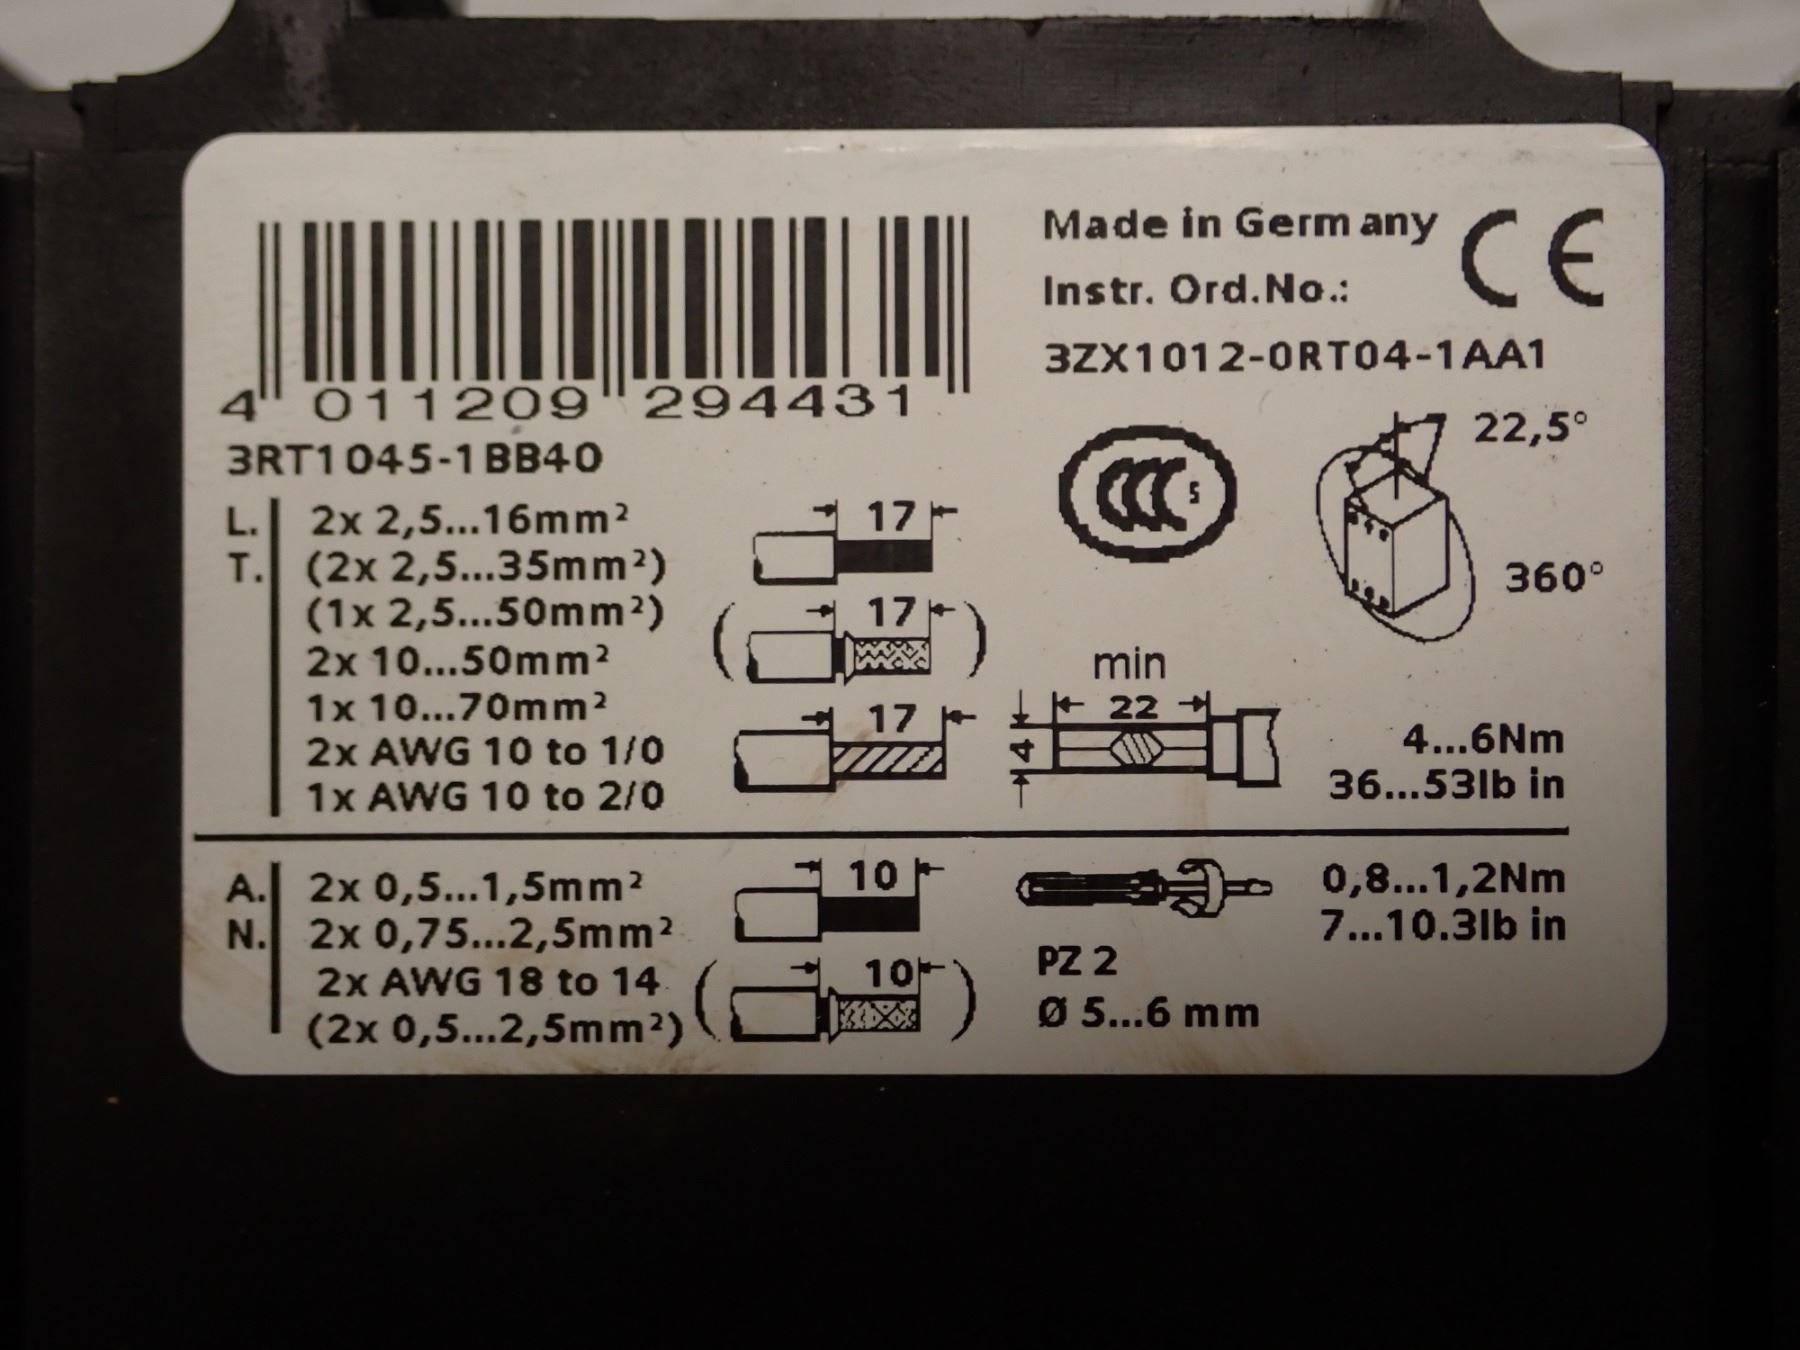 Made in Germany CE
Instr. Ord.No.:
3ZX1012-0RT04-1AA1
4 011209 294431
3RT1045-1BB40
CCC S
22,5°
360°
L. 2x 2,5...16mm² 17
T. (2x 2,5...35mm²)
(1x 2,5...50mm²) ( 17 )
2x 10...50mm²
1x 10...70mm² 17
2x AWG 10 to 1/0
1x AWG 10 to 2/0
min
22
4
4...6Nm
36...53lb in
A. 2x 0,5...1,5mm² 10
N. 2x 0,75...2,5mm²
2x AWG 18 to 14 ( 10 )
(2x 0,5...2,5mm²)
0,8...1,2Nm
7...10.3lb in
PZ 2
Ø 5...6 mm